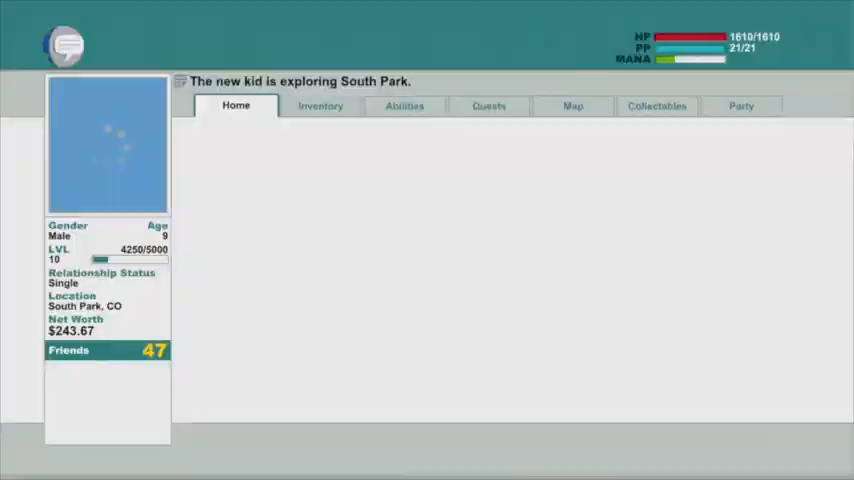 HP 1610/1610
PP 21/21
MANA
The new kid is exploring South Park.
Home Inventory Abilities Quests Map Collectables Party
Gender Age
Male 9
LVL 4250/5000
10
Relationship Status
Single
Location
South Park, CO
Net Worth
$243.67
Friends 47